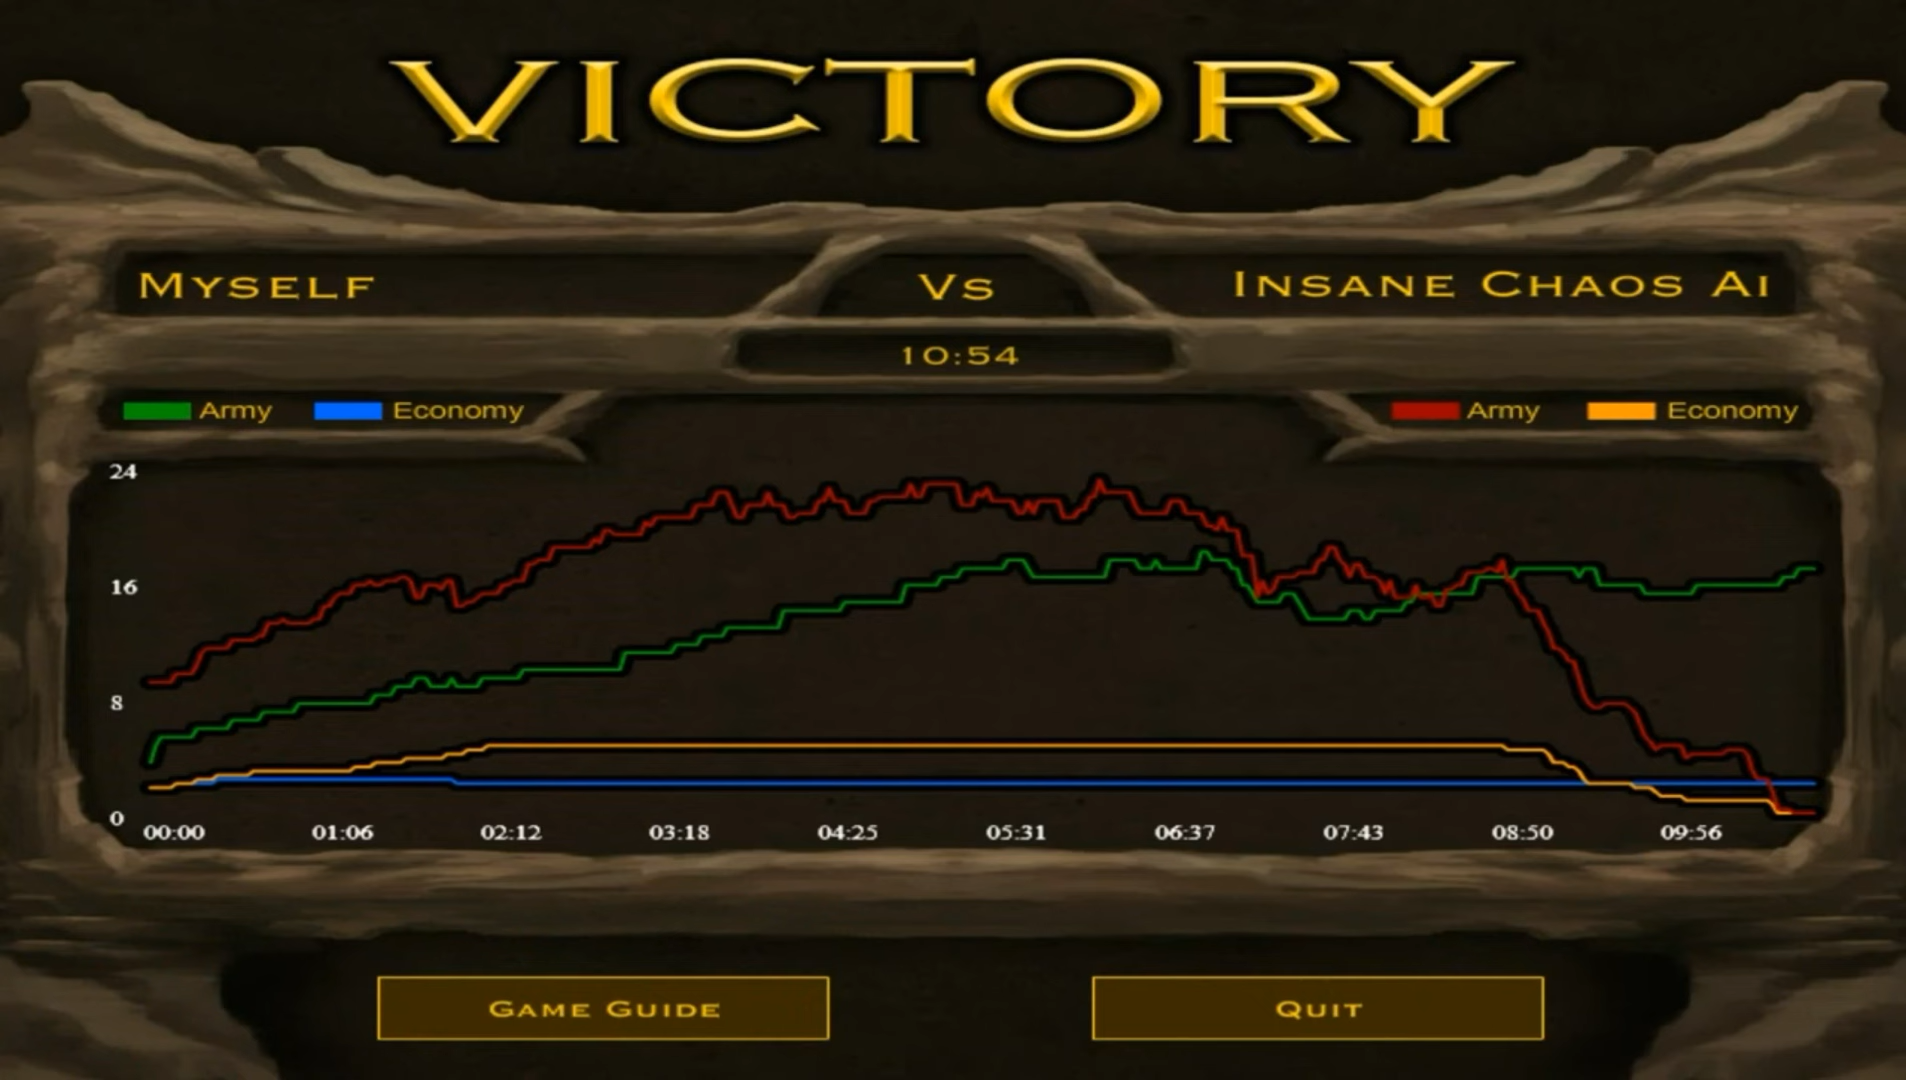 VICTORY
MYSELF
VS
INSANE CHAOS AI
10:54
Army Economy
Army Economy
24
16
8
0
00:00 01:06 02:12 03:18 04:25 05:31 06:37 07:43 08:50 09:56
GAME GUIDE
QUIT